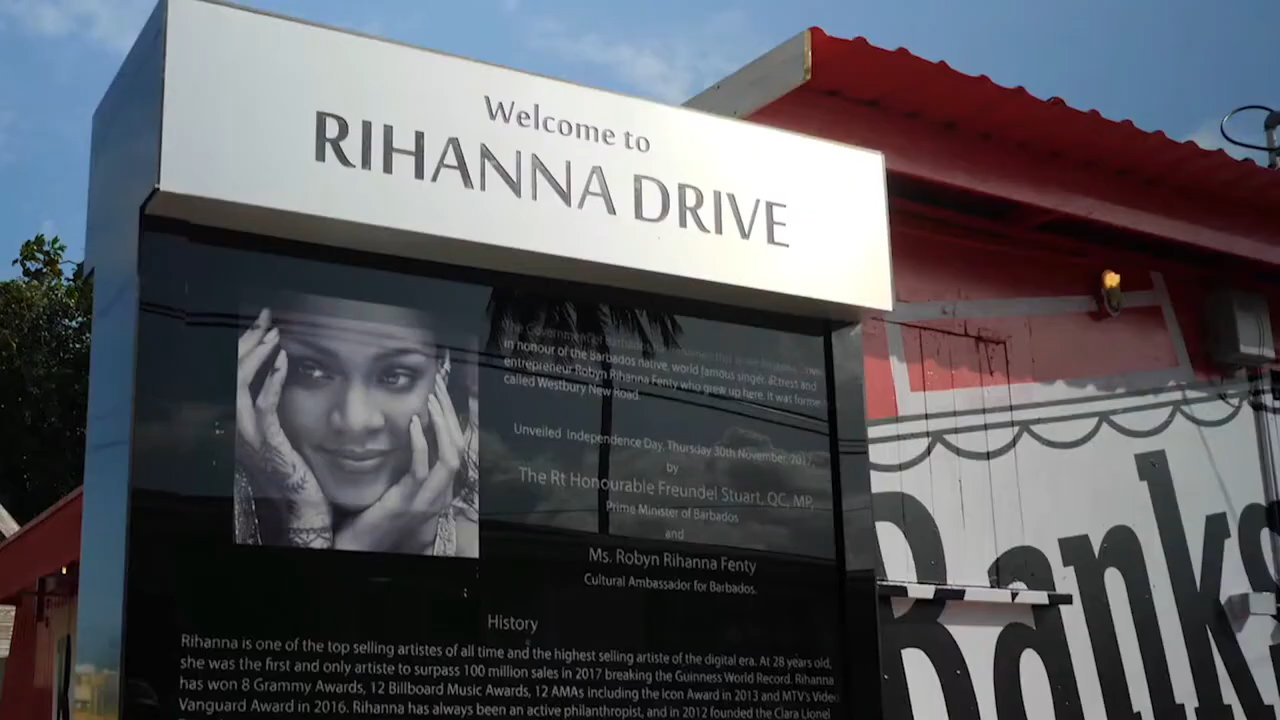 Welcome to
RIHANNA DRIVE
The Government of Barbados
in honour of the Barbados native, world famous singer, actress and
entrepreneur Robyn Rihanna Fenty who grew up here. It was forme
called Westbury New Road
Unveiled Independence Day, Thursday 30th November, 2017,
by
The Rt Honourable Freundel Stuart, QC, MP,
Prime Minister of Barbados
and
Ms. Robyn Rihanna Fenty
Cultural Ambassador for Barbados.
History
Rihanna is one of the top selling artistes of all time and the highest selling artiste of the digital era. At 28 years old,
she was the first and only artiste to surpass 100 million sales in 2017 breaking the Guinness World Record. Rihanna
has won 8 Grammy Awards, 12 Billboard Music Awards, 12 AMAs including the Icon Award in 2013 and MTV's Video
Vanguard Award in 2016. Rihanna has always been an active philanthropist, and in 2012 founded the Clara Lionel
Banks